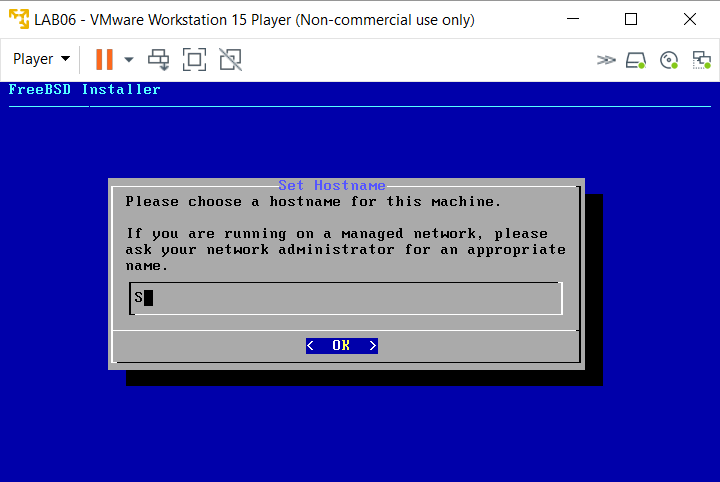 LAB06 - VMware Workstation 15 Player (Non-commercial use only)
Player
FreeBSD Installer
Set Hostname
Please choose a hostname for this machine.
If you are running on a managed network, please
ask your network administrator for an appropriate
name.
S
< OK >